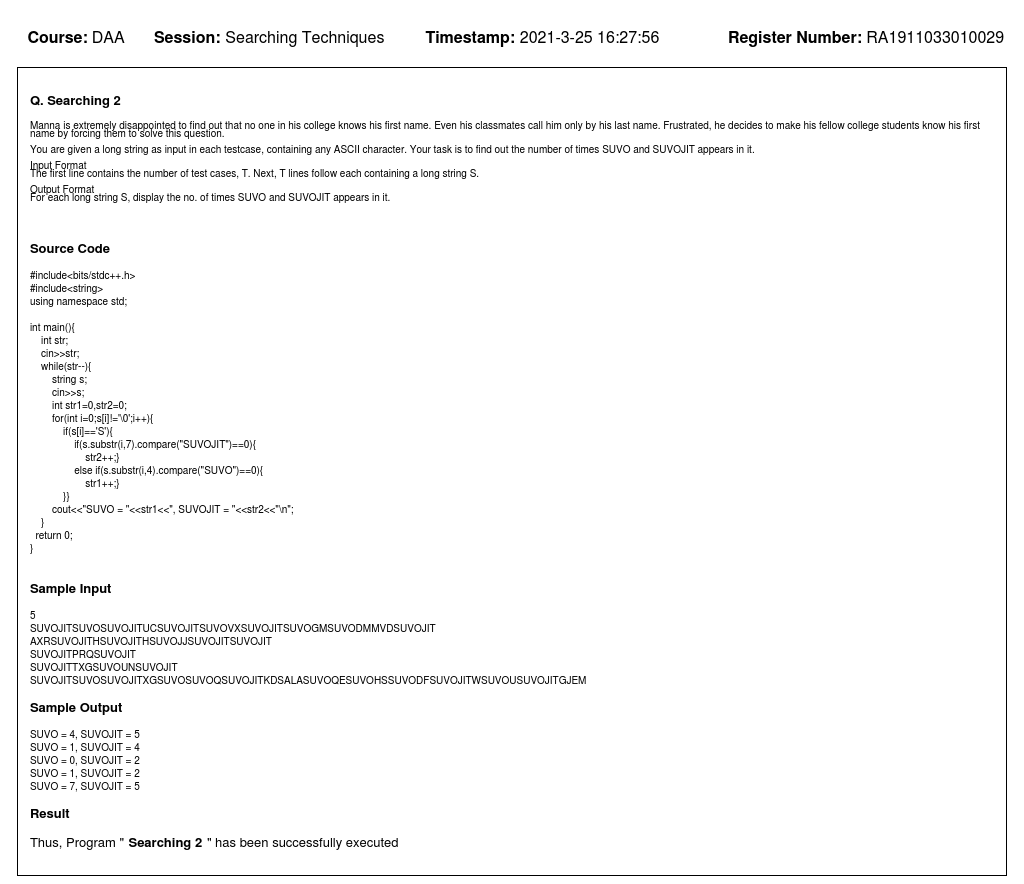 Course: DAA Session: Searching Techniques Timestamp: 2021-3-25 16:27:56 Register Number: RA1911033010029
Q. Searching 2
Manna is extremely disappointed to find out that no one in his college knows his first name. Even his classmates call him only by his last name. Frustrated, he decides to make his fellow college students know his first
name by forcing them to solve this question.
You are given a long string as input in each testcase, containing any ASCII character. Your task is to find out the number of times SUVO and SUVOJIT appears in it.
Input Format
The first line contains the number of test cases, T. Next, T lines follow each containing a long string S.
Output Format
For each long string S, display the no. of times SUVO and SUVOJIT appears in it.
Source Code
#include<bits/stdc++.h>
#include<string>
using namespace std;
int main(){
int str;
cin>>str;
while(str--){
string s;
cin>>s;
int str1=0,str2=0;
for(int i=0;s[i]!='\0';i++){
if(s[i]=='S'){
if(s.substr(i,7).compare("SUVOJIT")==0){
str2++;}
else if(s.substr(i,4).compare("SUVO")==0){
str1++;}
}}
cout<<"SUVO = "<<str1<<", SUVOJIT = "<<str2<<"\n";
}
return 0;
}
Sample Input
5
SUVOJITSUVOSUVOJITUCSUVOJITSUVOVXSUVOJITSUVOGMSUVODMMVDSUVOJIT
AXRSUVOJITHSUVOJITHSUVOJJSUVOJITSUVOJIT
SUVOJITPRQSUVOJIT
SUVOJITTXGSUVOUNSUVOJIT
SUVOJITSUVOSUVOJITXGSUVOSUVOQSUVOJITKDSALASUVOQESUVOHSSUVODFSUVOJITWSUVOUSUVOJITGJEM
Sample Output
SUVO = 4, SUVOJIT = 5
SUVO = 1, SUVOJIT = 4
SUVO = 0, SUVOJIT = 2
SUVO = 1, SUVOJIT = 2
SUVO = 7, SUVOJIT = 5
Result
Thus, Program " Searching 2 " has been successfully executed